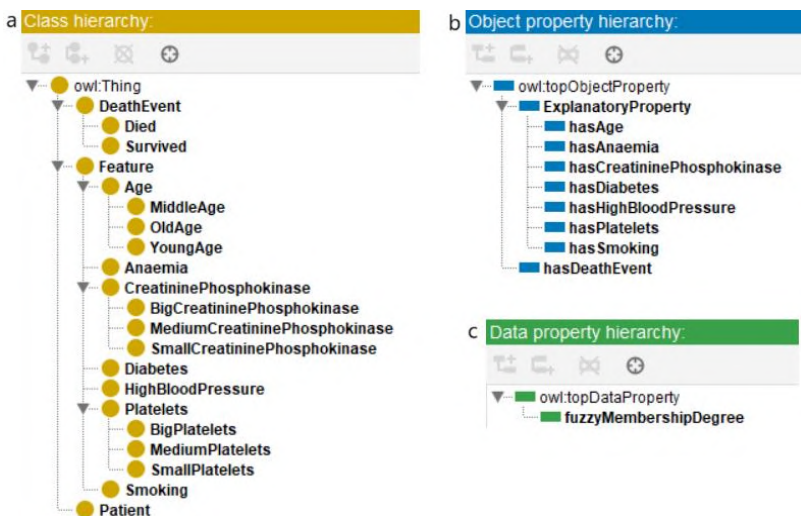 a Class hierarchy:
owl:Thing
DeathEvent
Died
Survived
Feature
Age
MiddleAge
OldAge
YoungAge
Anaemia
CreatininePhosphokinase
BigCreatininePhosphokinase
MediumCreatininePhosphokinase
SmallCreatininePhosphokinase
Diabetes
HighBloodPressure
Platelets
BigPlatelets
MediumPlatelets
SmallPlatelets
Smoking
Patient
b Object property hierarchy:
owl:topObjectProperty
ExplanatoryProperty
hasAge
hasAnaemia
hasCreatininePhosphokinase
hasDiabetes
hasHighBloodPressure
hasPlatelets
hasSmoking
hasDeathEvent
c Data property hierarchy:
owl:topDataProperty
fuzzyMembershipDegree